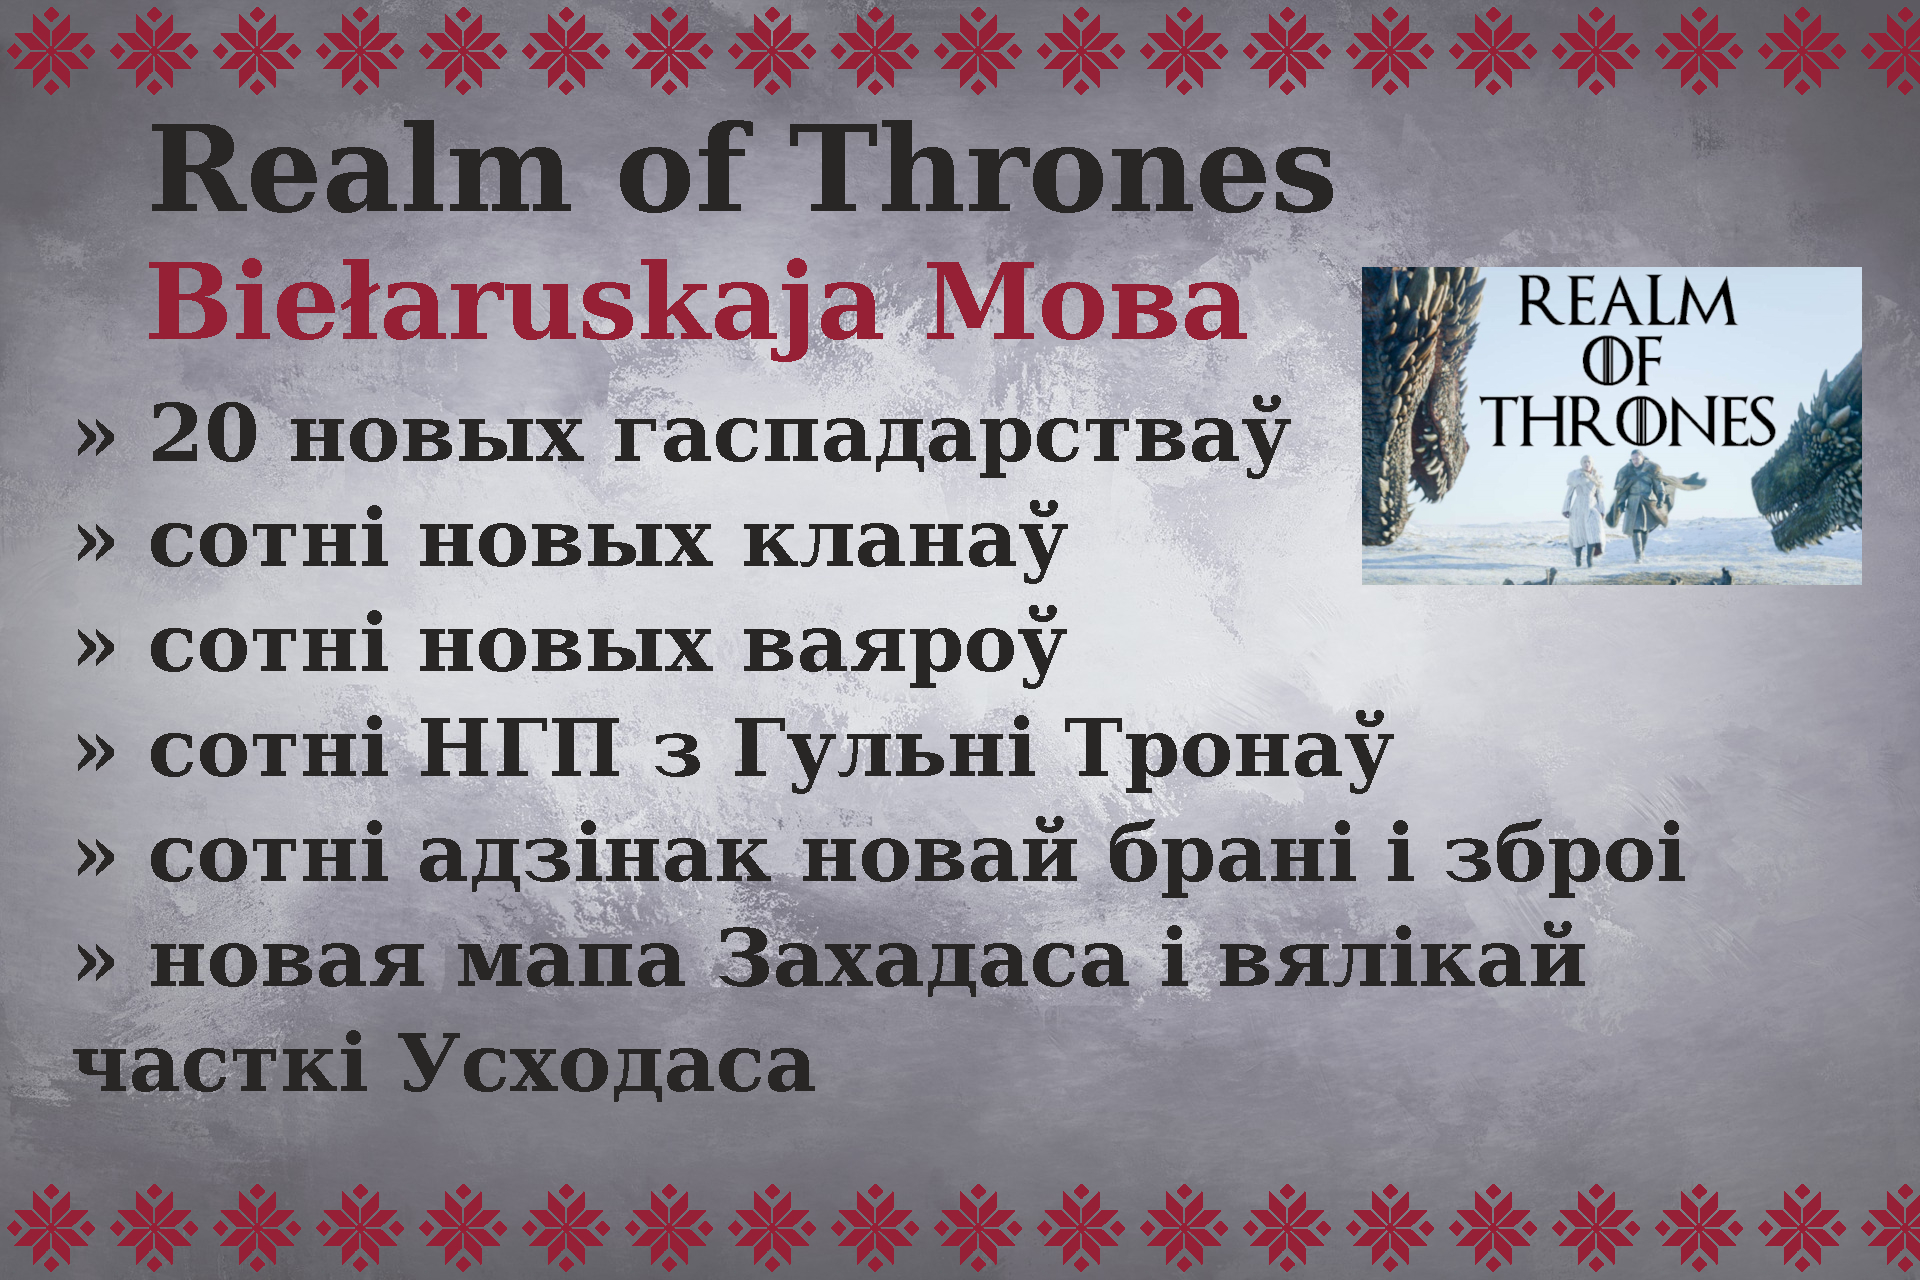 Realm of Thrones
Biełaruskaja Мова
» 20 новых гаспадарстваў
» сотні новых кланаў
» сотні новых ваяроў
» сотні НГП з Гульні Тронаў
» сотні адзінак новай брані і зброі
» новая мапа Захадаса і вялікай
часткі Усходаса
REALM
OF
THRONES